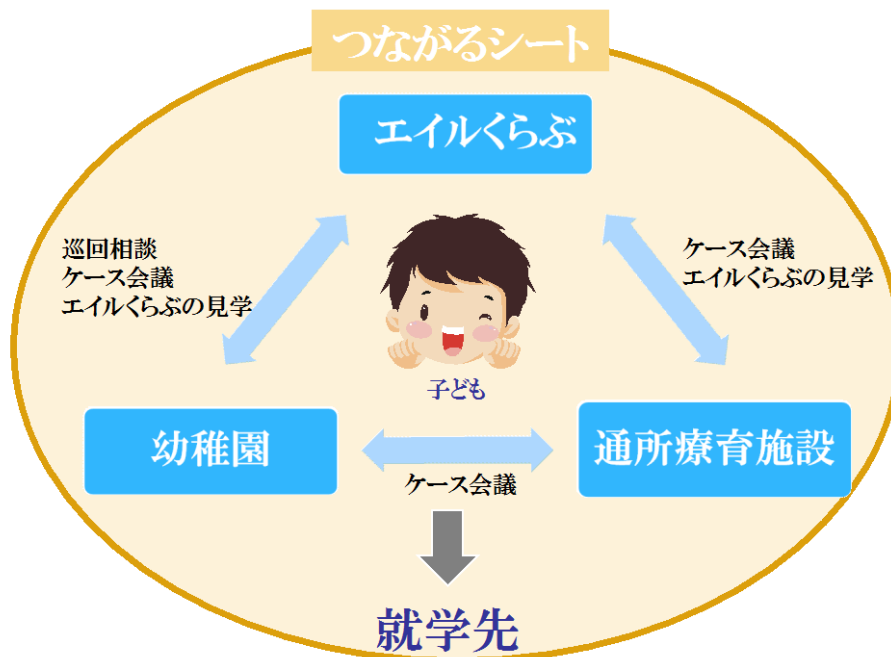 つながるシート
エイルくらぶ
巡回相談
ケース会議
エイルくらぶの見学
ケース会議
エイルくらぶの見学
子ども
幼稚園
通所療育施設
ケース会議
就学先